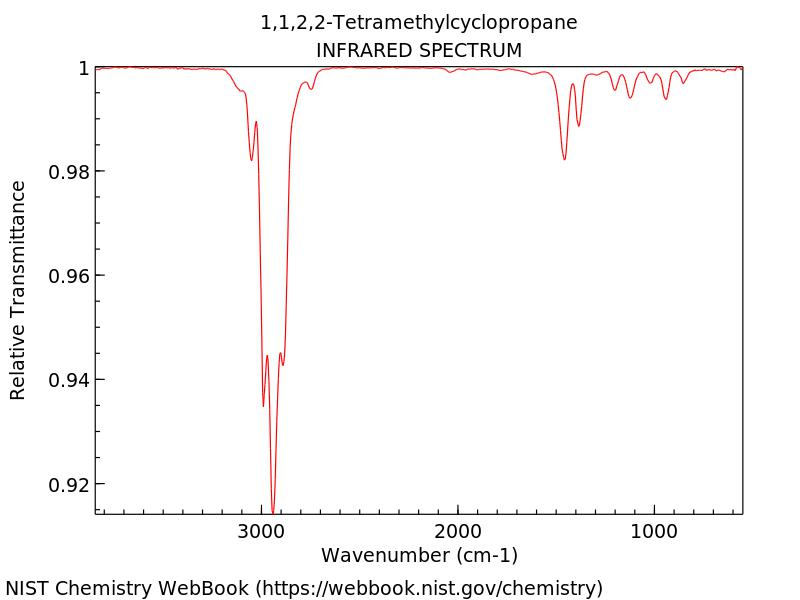 1,1,2,2-Tetramethylcyclopropane
INFRARED SPECTRUM
1
0.98
0.96
0.94
0.92
Relative Transmittance
3000 2000 1000
Wavenumber (cm-1)
NIST Chemistry WebBook (https://webbook.nist.gov/chemistry)